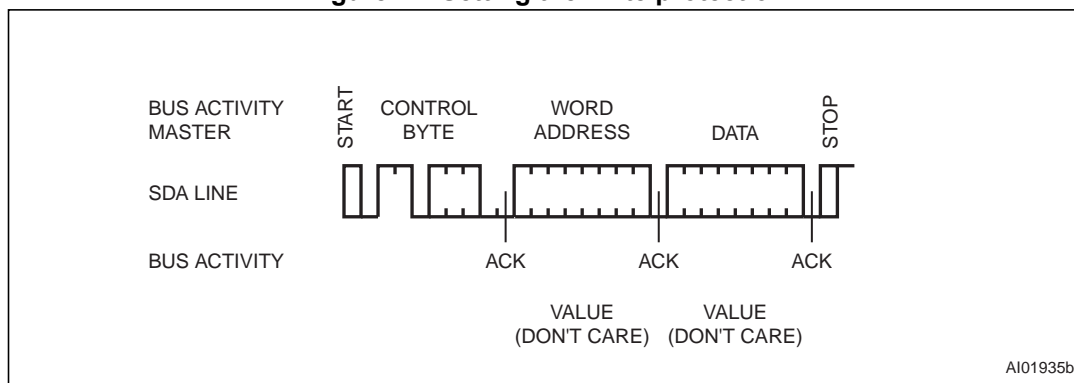 BUS ACTIVITY
MASTER
START
CONTROL
BYTE
WORD
ADDRESS
DATA
STOP
SDA LINE
BUS ACTIVITY
ACK
ACK
ACK
VALUE
(DON'T CARE)
VALUE
(DON'T CARE)
AI01935b